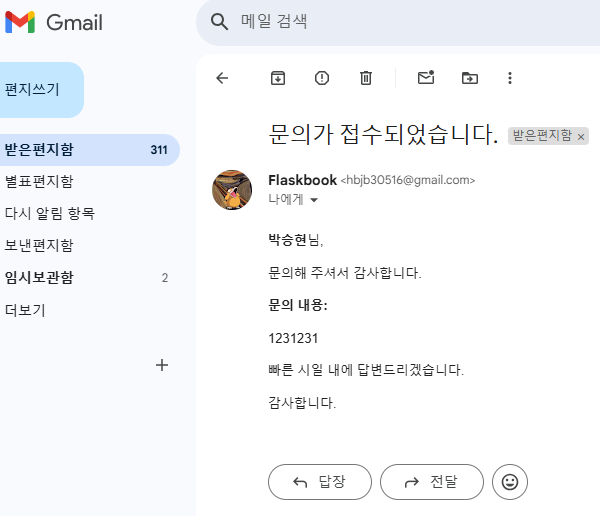 Gmail
메일 검색
편지쓰기
받은편지함 311
별표편지함
다시 알림 항목
보낸편지함
임시보관함 2
더보기
문의가 접수되었습니다. 받은편지함 ×
Flaskbook <hbjb30516@gmail.com>
나에게
박승현님,
문의해 주셔서 감사합니다.
문의 내용:
1231231
빠른 시일 내에 답변드리겠습니다.
감사합니다.
답장 전달